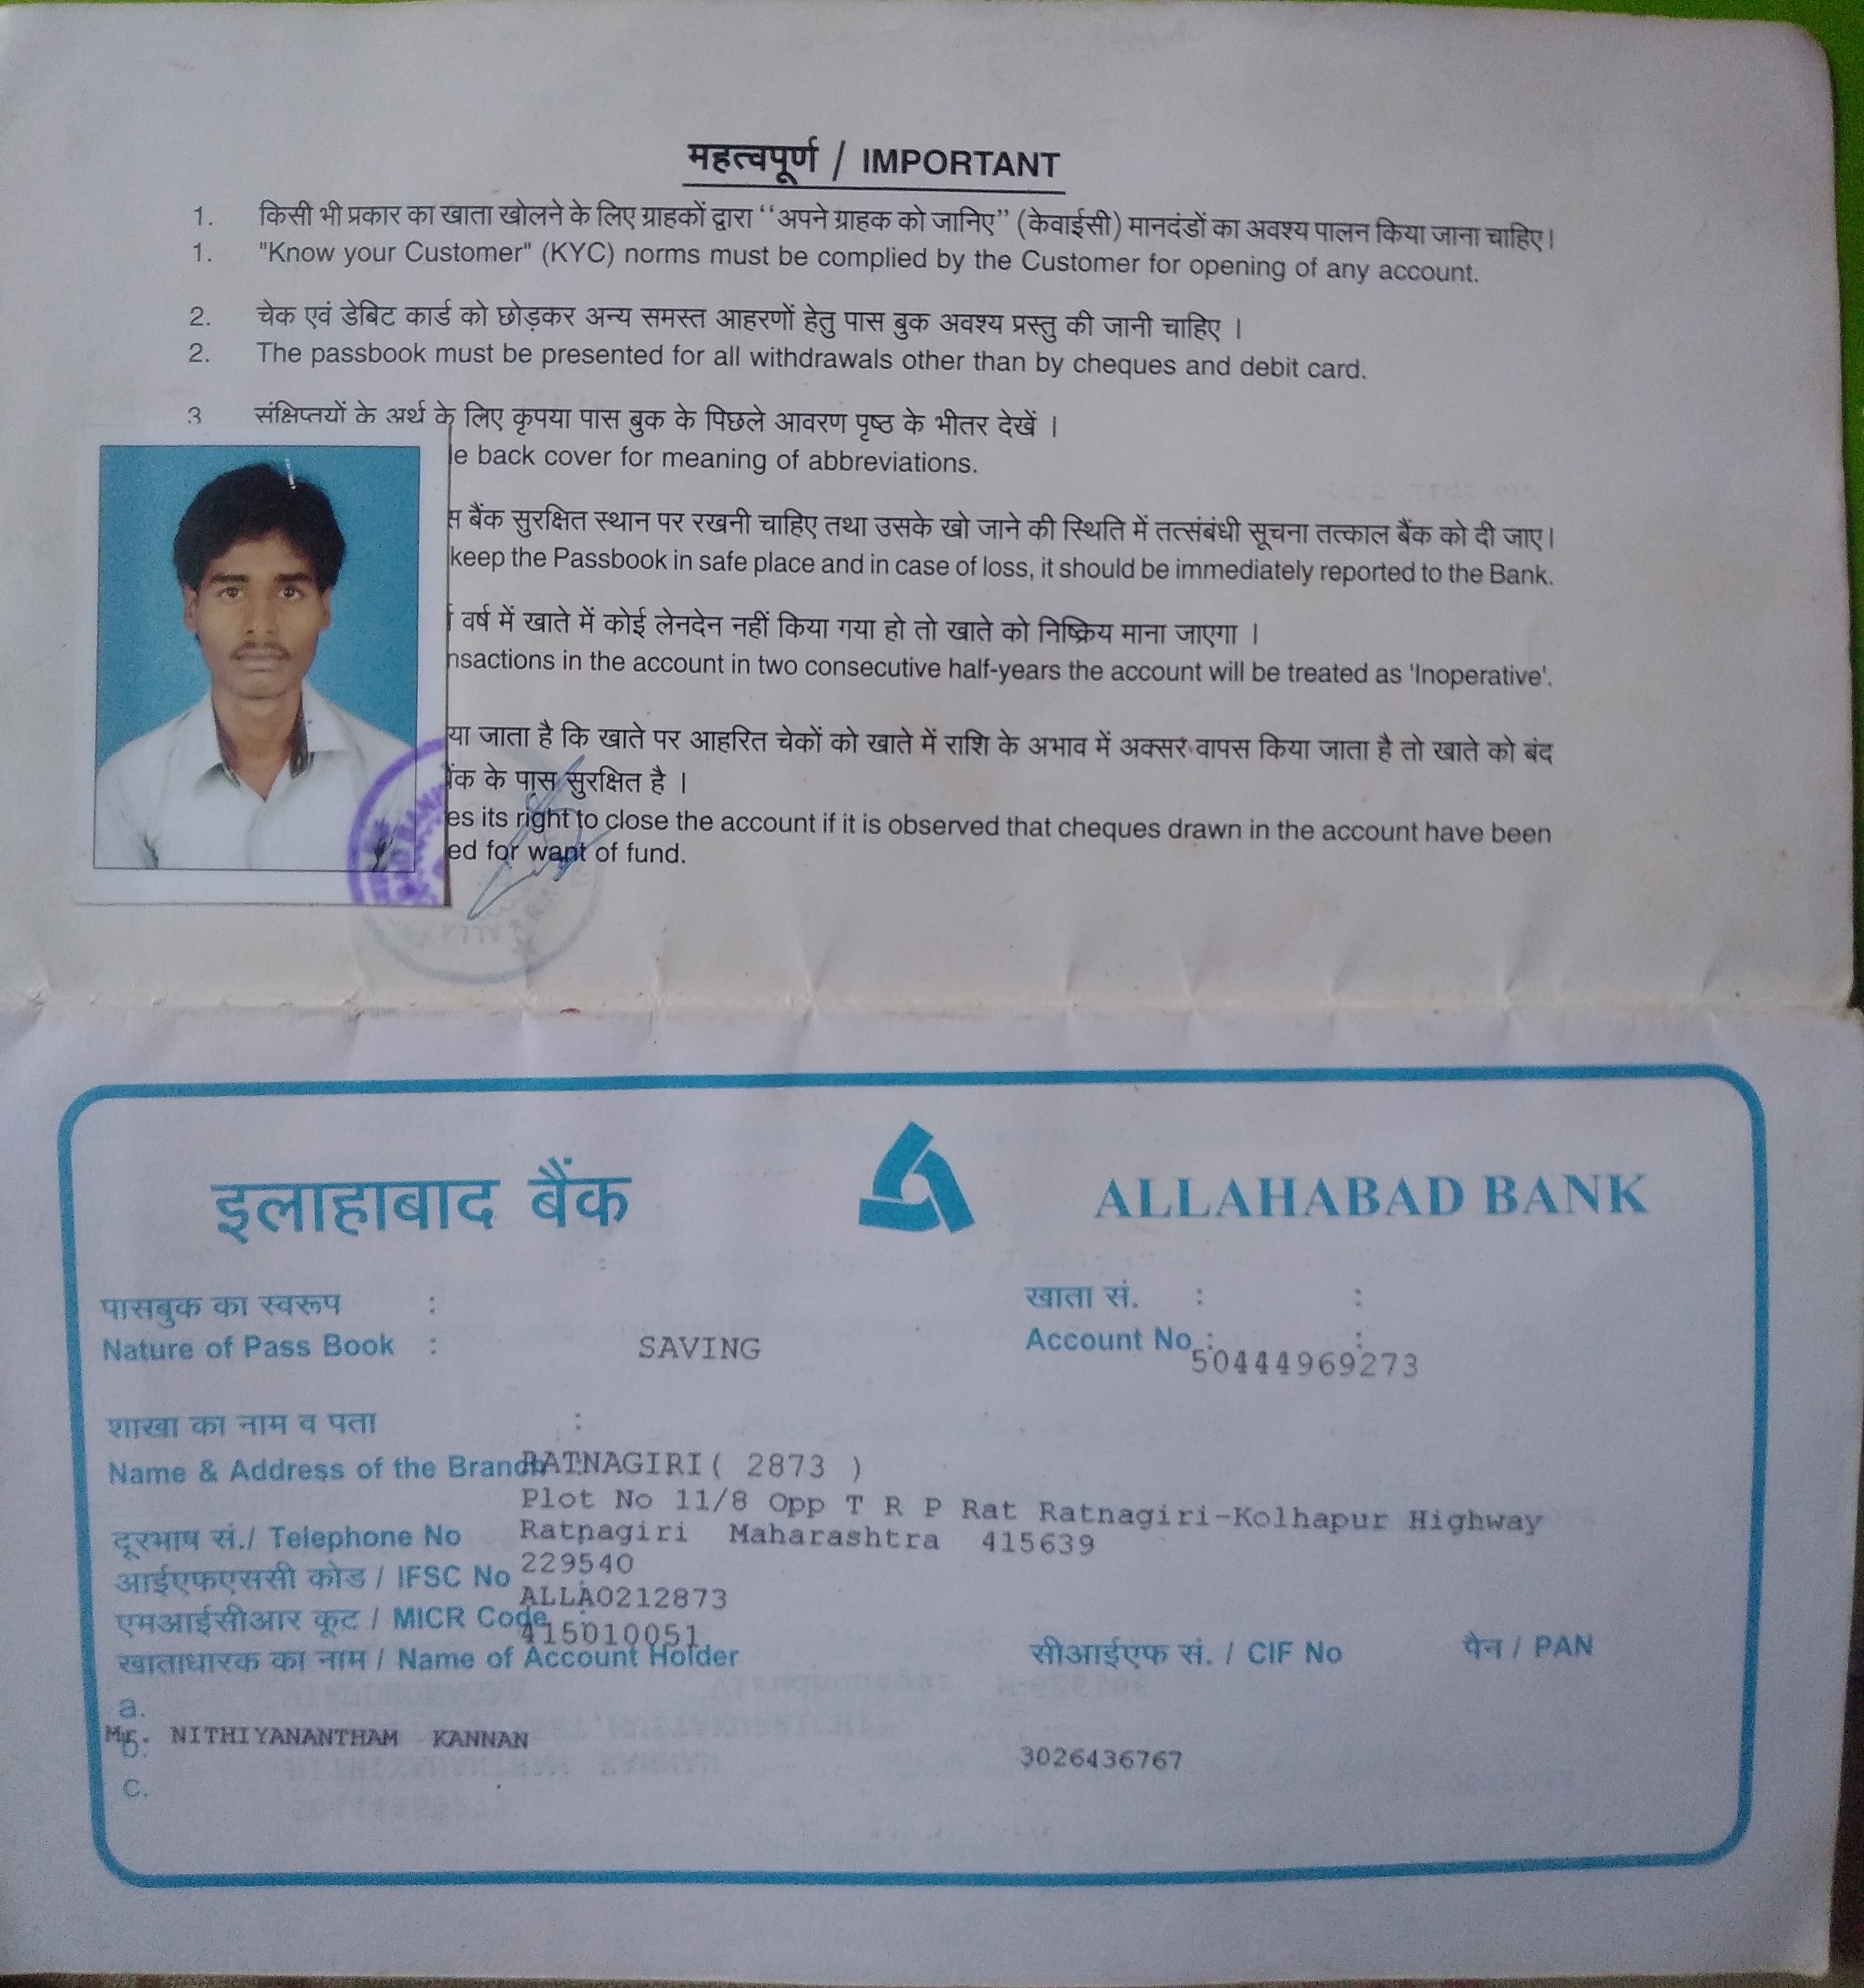 महत्वपूर्ण / IMPORTANT
1. किसी भी प्रकार का खाता खोलने के लिए ग्राहकों द्वारा ‘‘अपने ग्राहक को जानिए’’ (केवाईसी) मानदंडों का अवश्य पालन किया जाना चाहिए।
1. "Know your Customer" (KYC) norms must be complied by the Customer for opening of any account.
2. चेक एवं डेबिट कार्ड को छोड़कर अन्य समस्त आहरणों हेतु पास बुक अवश्य प्रस्तु की जानी चाहिए ।
2. The passbook must be presented for all withdrawals other than by cheques and debit card.
3 संक्षिप्तयों के अर्थ के लिए कृपया पास बुक के पिछले आवरण पृष्ठ के भीतर देखें ।
back cover for meaning of abbreviations.
बैंक सुरक्षित स्थान पर रखनी चाहिए तथा उसके खो जाने की स्थिति में तत्संबंधी सूचना तत्काल बैंक को दी जाए।
keep the Passbook in safe place and in case of loss, it should be immediately reported to the Bank.
वर्ष में खाते में कोई लेनदेन नहीं किया गया हो तो खाते को निष्क्रिय माना जाएगा ।
nsactions in the account in two consecutive half-years the account will be treated as 'Inoperative'.
या जाता है कि खाते पर आहरित चेकों को खाते में राशि के अभाव में अक्सर वापस किया जाता है तो खाते को बंद
के पास सुरक्षित है ।
es its right to close the account if it is observed that cheques drawn in the account have been
ed for want of fund.
इलाहाबाद बैंक ALLAHABAD BANK
पासबुक का स्वरूप : खाता सं. : :
Nature of Pass Book : SAVING Account No. : : 50444969273
शाखा का नाम व पता :
Name & Address of the Branch RATNAGIRI( 2873 )
Plot No 11/8 Opp T R P Rat Ratnagiri-Kolhapur Highway
दूरभाष सं./ Telephone No Ratnagiri Maharashtra 415639
229540
आईएफएससी कोड / IFSC No : ALLA0212873
एमआईसीआर कूट / MICR Code : 415010051
खाताधारक का नाम / Name of Account Holder सीआईएफ सं. / CIF No पेन / PAN
a.
b. Mr. NITHIYANANTHAM KANNAN 3026436767
c.